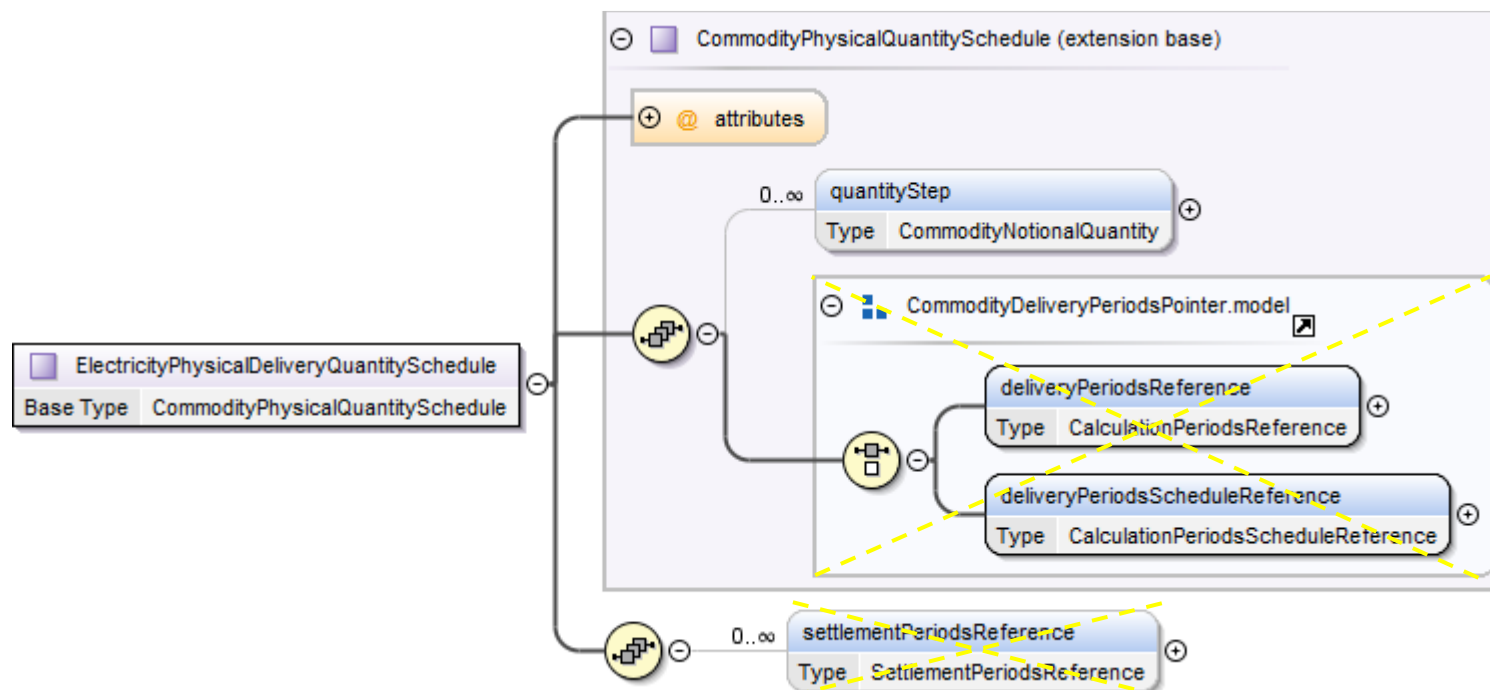 CommodityPhysicalQuantitySchedule (extension base)
@ attributes
0..∞
quantityStep
Type CommodityNotionalQuantity
CommodityDeliveryPeriodsPointer.model
deliveryPeriodsReference
Type CalculationPeriodsReference
ElectricityPhysicalDeliveryQuantitySchedule
Base Type CommodityPhysicalQuantitySchedule
deliveryPeriodsScheduleReference
Type CalculationPeriodsScheduleReference
0..∞
settlementPeriodsReference
Type SettlementPeriodsReference